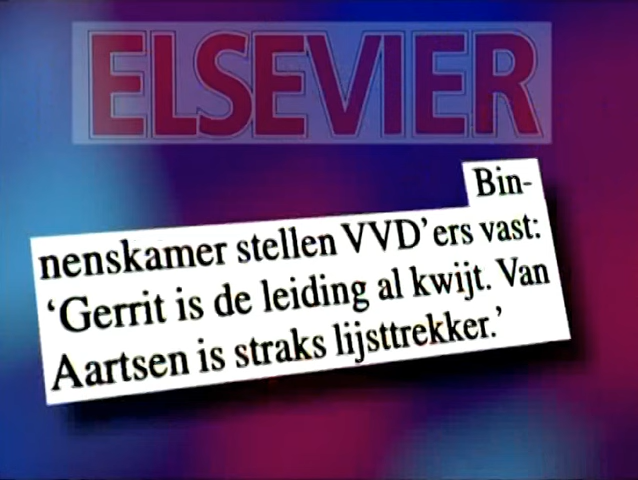 ELSEVIER
Bin-
nenskamer stellen VVD'ers vast:
‘Gerrit is de leiding al kwijt. Van
Aartsen is straks lijsttrekker.’